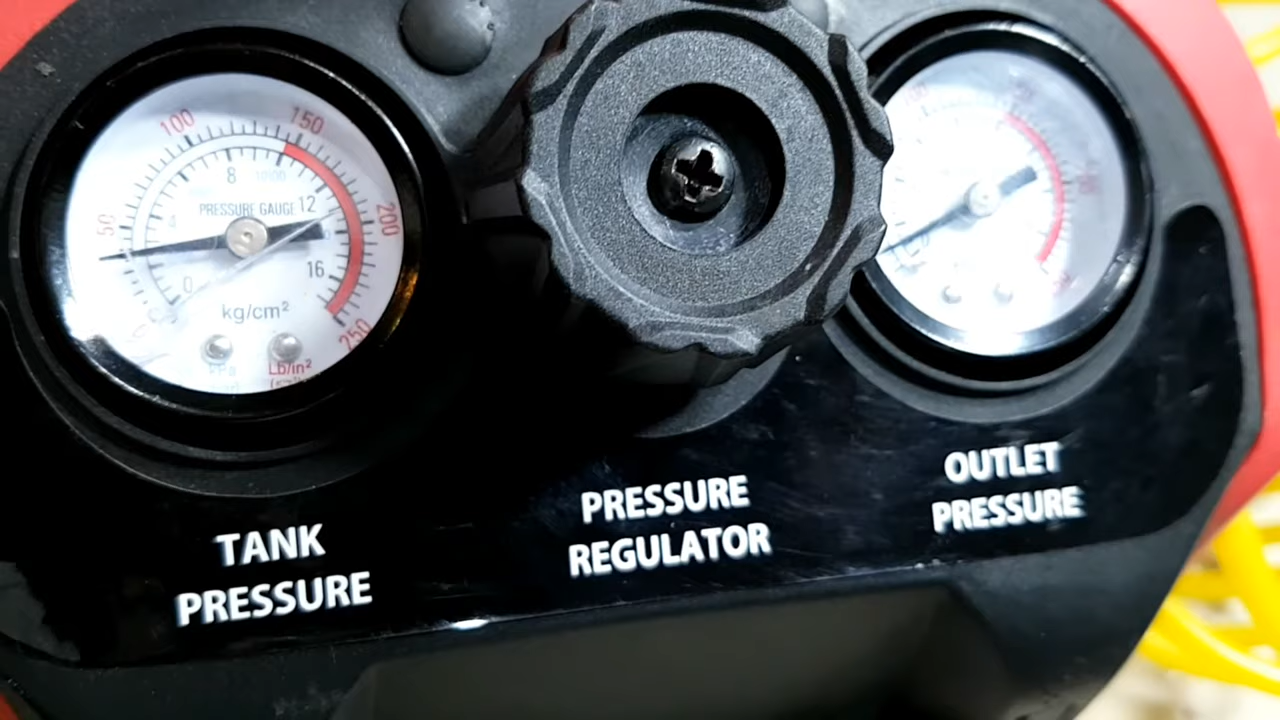 50
100
150
200
250
0
8
12
16
PRESSURE GAUGE
kg/cm²
Lb/in²
TANK
PRESSURE
PRESSURE
REGULATOR
OUTLET
PRESSURE